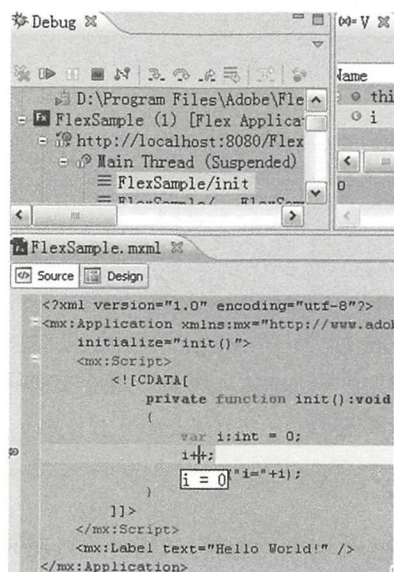 Debug
V
D:\Program Files\Adobe\Fle
FlexSample (1) [Flex Applica
http://localhost:8080/Flex
Main Thread (Suspended)
FlexSample/init
Name
thi
i
FlexSample.mxml
Source
Design
<?xml version="1.0" encoding="utf-8"?>
<mx:Application xmlns:mx="http://www.adob
initialize="init()">
<mx:Script>
<![CDATA[
private function init():void
{
var i:int = 0;
i++;
i = 0
"i="+i);
}
]]>
</mx:Script>
<mx:Label text="Hello World!" />
</mx:Application>